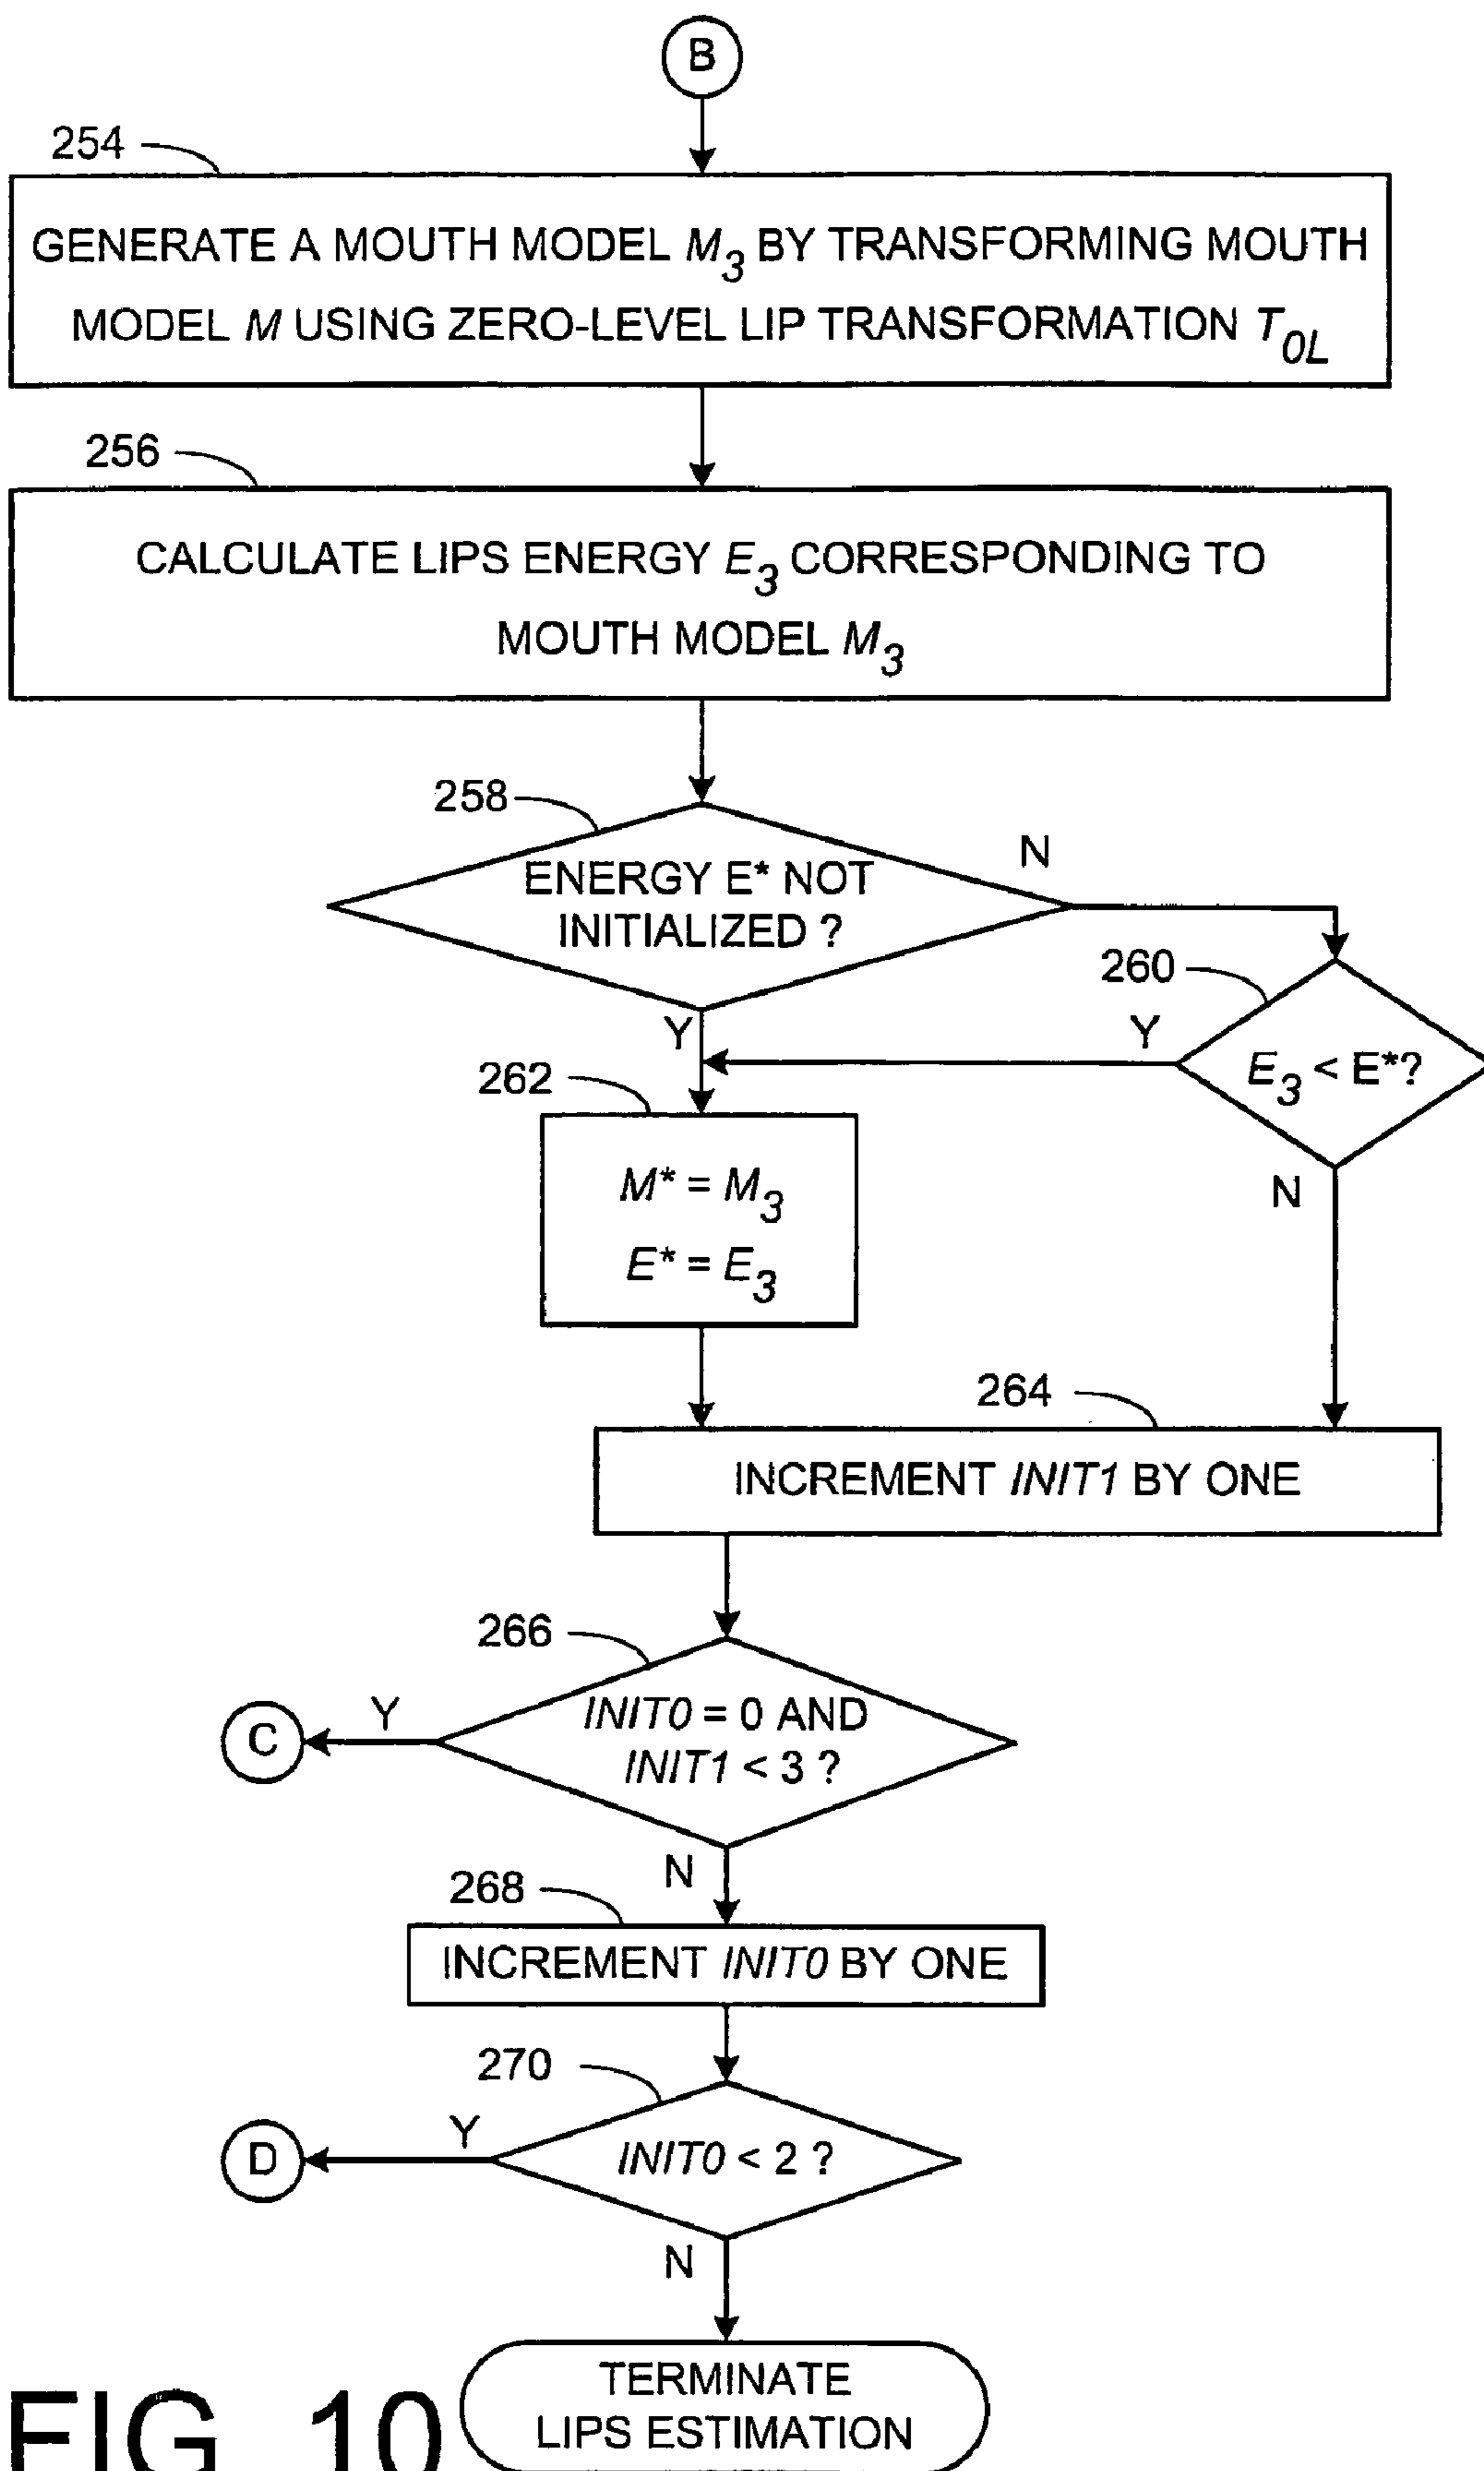 B
254
GENERATE A MOUTH MODEL M3 BY TRANSFORMING MOUTH
MODEL M USING ZERO-LEVEL LIP TRANSFORMATION T0L
256
CALCULATE LIPS ENERGY E3 CORRESPONDING TO
MOUTH MODEL M3
258
N
ENERGY E* NOT
INITIALIZED ?
260
Y
Y
E3 < E*?
262
M* = M3
E* = E3
N
264
INCREMENT INIT1 BY ONE
266
C
Y
INIT0 = 0 AND
INIT1 < 3 ?
N
268
INCREMENT INIT0 BY ONE
270
D
Y
INIT0 < 2 ?
N
TERMINATE
LIPS ESTIMATION
FIG. 10